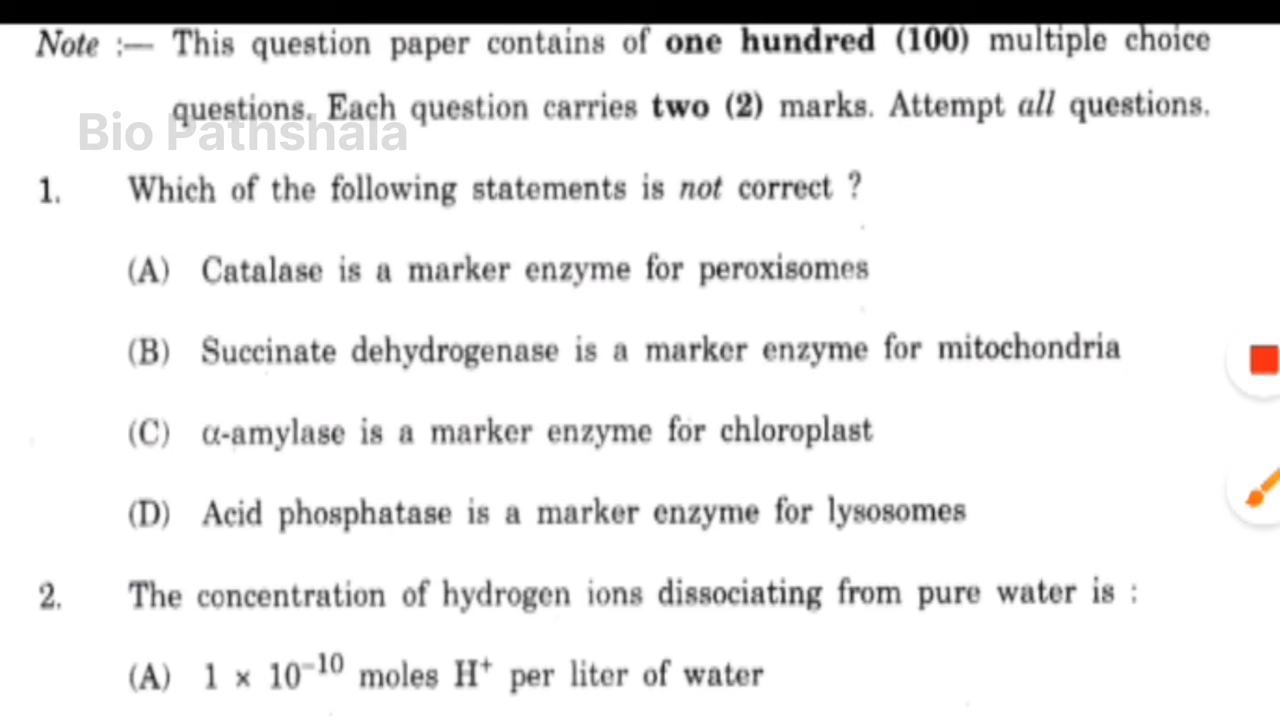 Note :— This question paper contains of one hundred (100) multiple choice
questions. Each question carries two (2) marks. Attempt all questions.
Bio Pathshala
1. Which of the following statements is not correct ?
(A) Catalase is a marker enzyme for peroxisomes
(B) Succinate dehydrogenase is a marker enzyme for mitochondria
(C) α-amylase is a marker enzyme for chloroplast
(D) Acid phosphatase is a marker enzyme for lysosomes
2. The concentration of hydrogen ions dissociating from pure water is :
(A) 1 × 10⁻¹⁰ moles H⁺ per liter of water